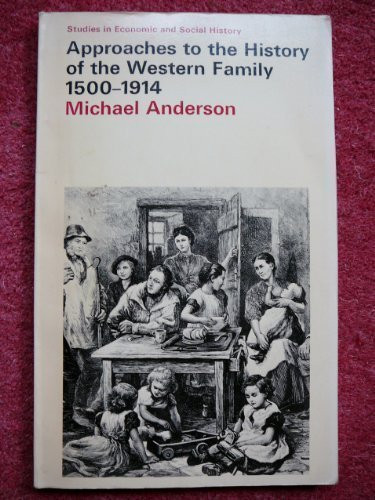 Studies in Economic and Social History
Approaches to the History
of the Western Family
1500–1914
Michael Anderson